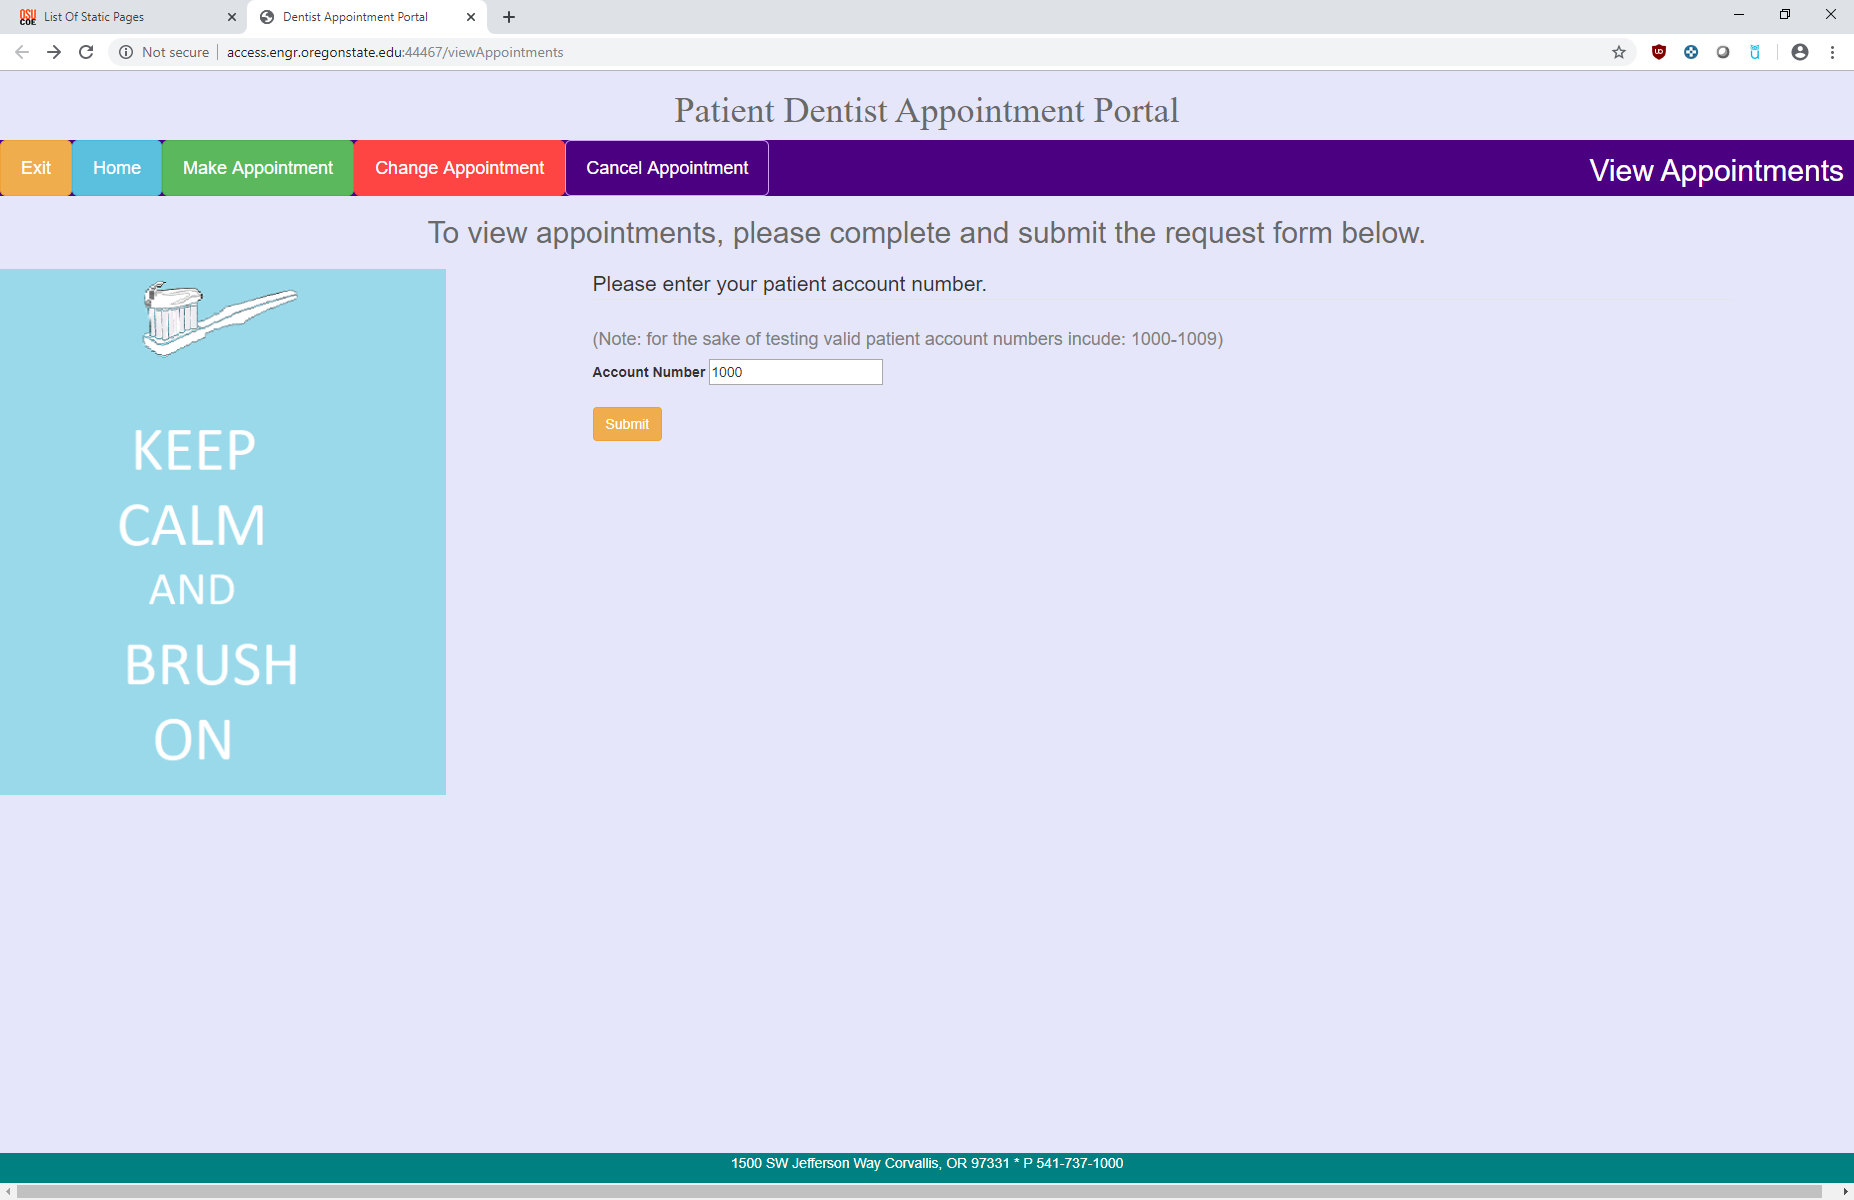 OSU COE List Of Static Pages
Dentist Appointment Portal
Not secure
access.engr.oregonstate.edu:44467/viewAppointments
Patient Dentist Appointment Portal
Exit
Home
Make Appointment
Change Appointment
Cancel Appointment
View Appointments
To view appointments, please complete and submit the request form below.
KEEP
CALM
AND
BRUSH
ON
Please enter your patient account number.
(Note: for the sake of testing valid patient account numbers incude: 1000-1009)
Account Number 1000
Submit
1500 SW Jefferson Way Corvallis, OR 97331 * P 541-737-1000